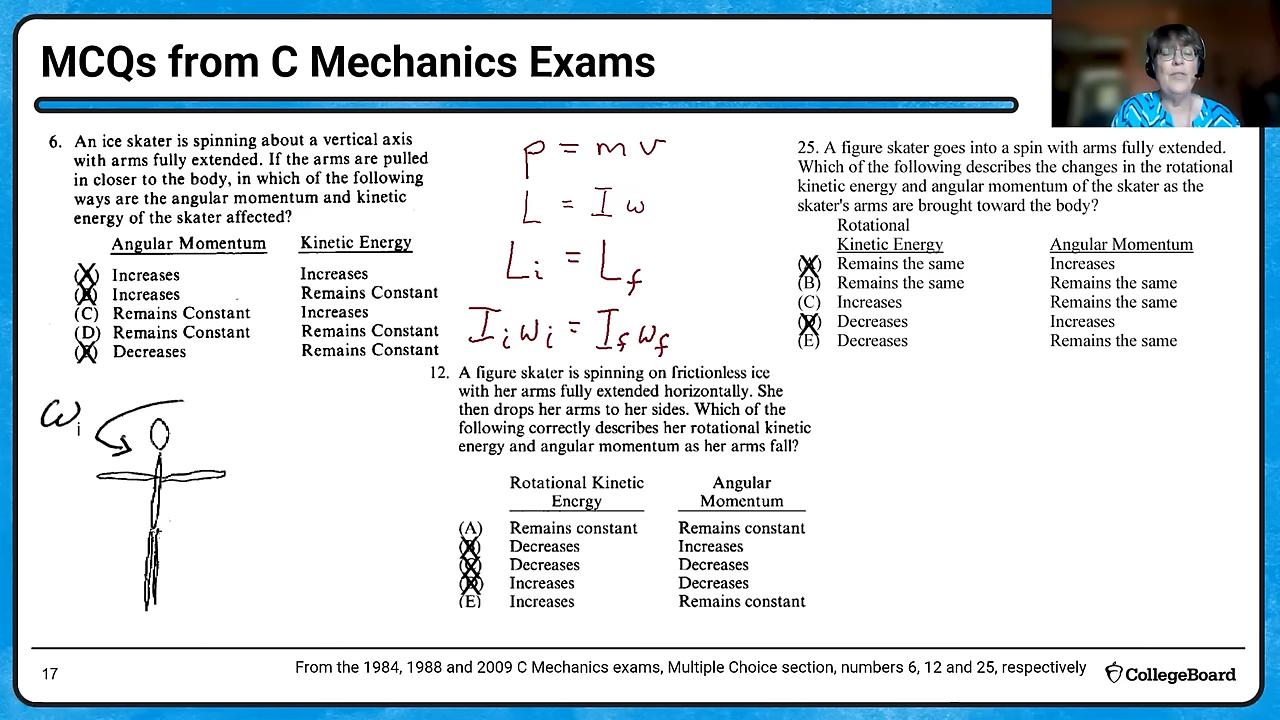 MCQs from C Mechanics Exams
6. An ice skater is spinning about a vertical axis
with arms fully extended. If the arms are pulled
in closer to the body, in which of the following
ways are the angular momentum and kinetic
energy of the skater affected?
Angular Momentum Kinetic Energy
(A) Increases Increases
(B) Increases Remains Constant
(C) Remains Constant Increases
(D) Remains Constant Remains Constant
(E) Decreases Remains Constant
p = m v
L = I ω
L_i = L_f
I_i ω_i = I_f ω_f
25. A figure skater goes into a spin with arms fully extended.
Which of the following describes the changes in the rotational
kinetic energy and angular momentum of the skater as the
skater's arms are brought toward the body?
Rotational
Kinetic Energy Angular Momentum
(A) Remains the same Increases
(B) Remains the same Remains the same
(C) Increases Remains the same
(D) Decreases Increases
(E) Decreases Remains the same
ω_i
12. A figure skater is spinning on frictionless ice
with her arms fully extended horizontally. She
then drops her arms to her sides. Which of the
following correctly describes her rotational kinetic
energy and angular momentum as her arms fall?
Rotational Kinetic Angular
Energy Momentum
(A) Remains constant Remains constant
(B) Decreases Increases
(C) Decreases Decreases
(D) Increases Decreases
(E) Increases Remains constant
17
From the 1984, 1988 and 2009 C Mechanics exams, Multiple Choice section, numbers 6, 12 and 25, respectively
CollegeBoard